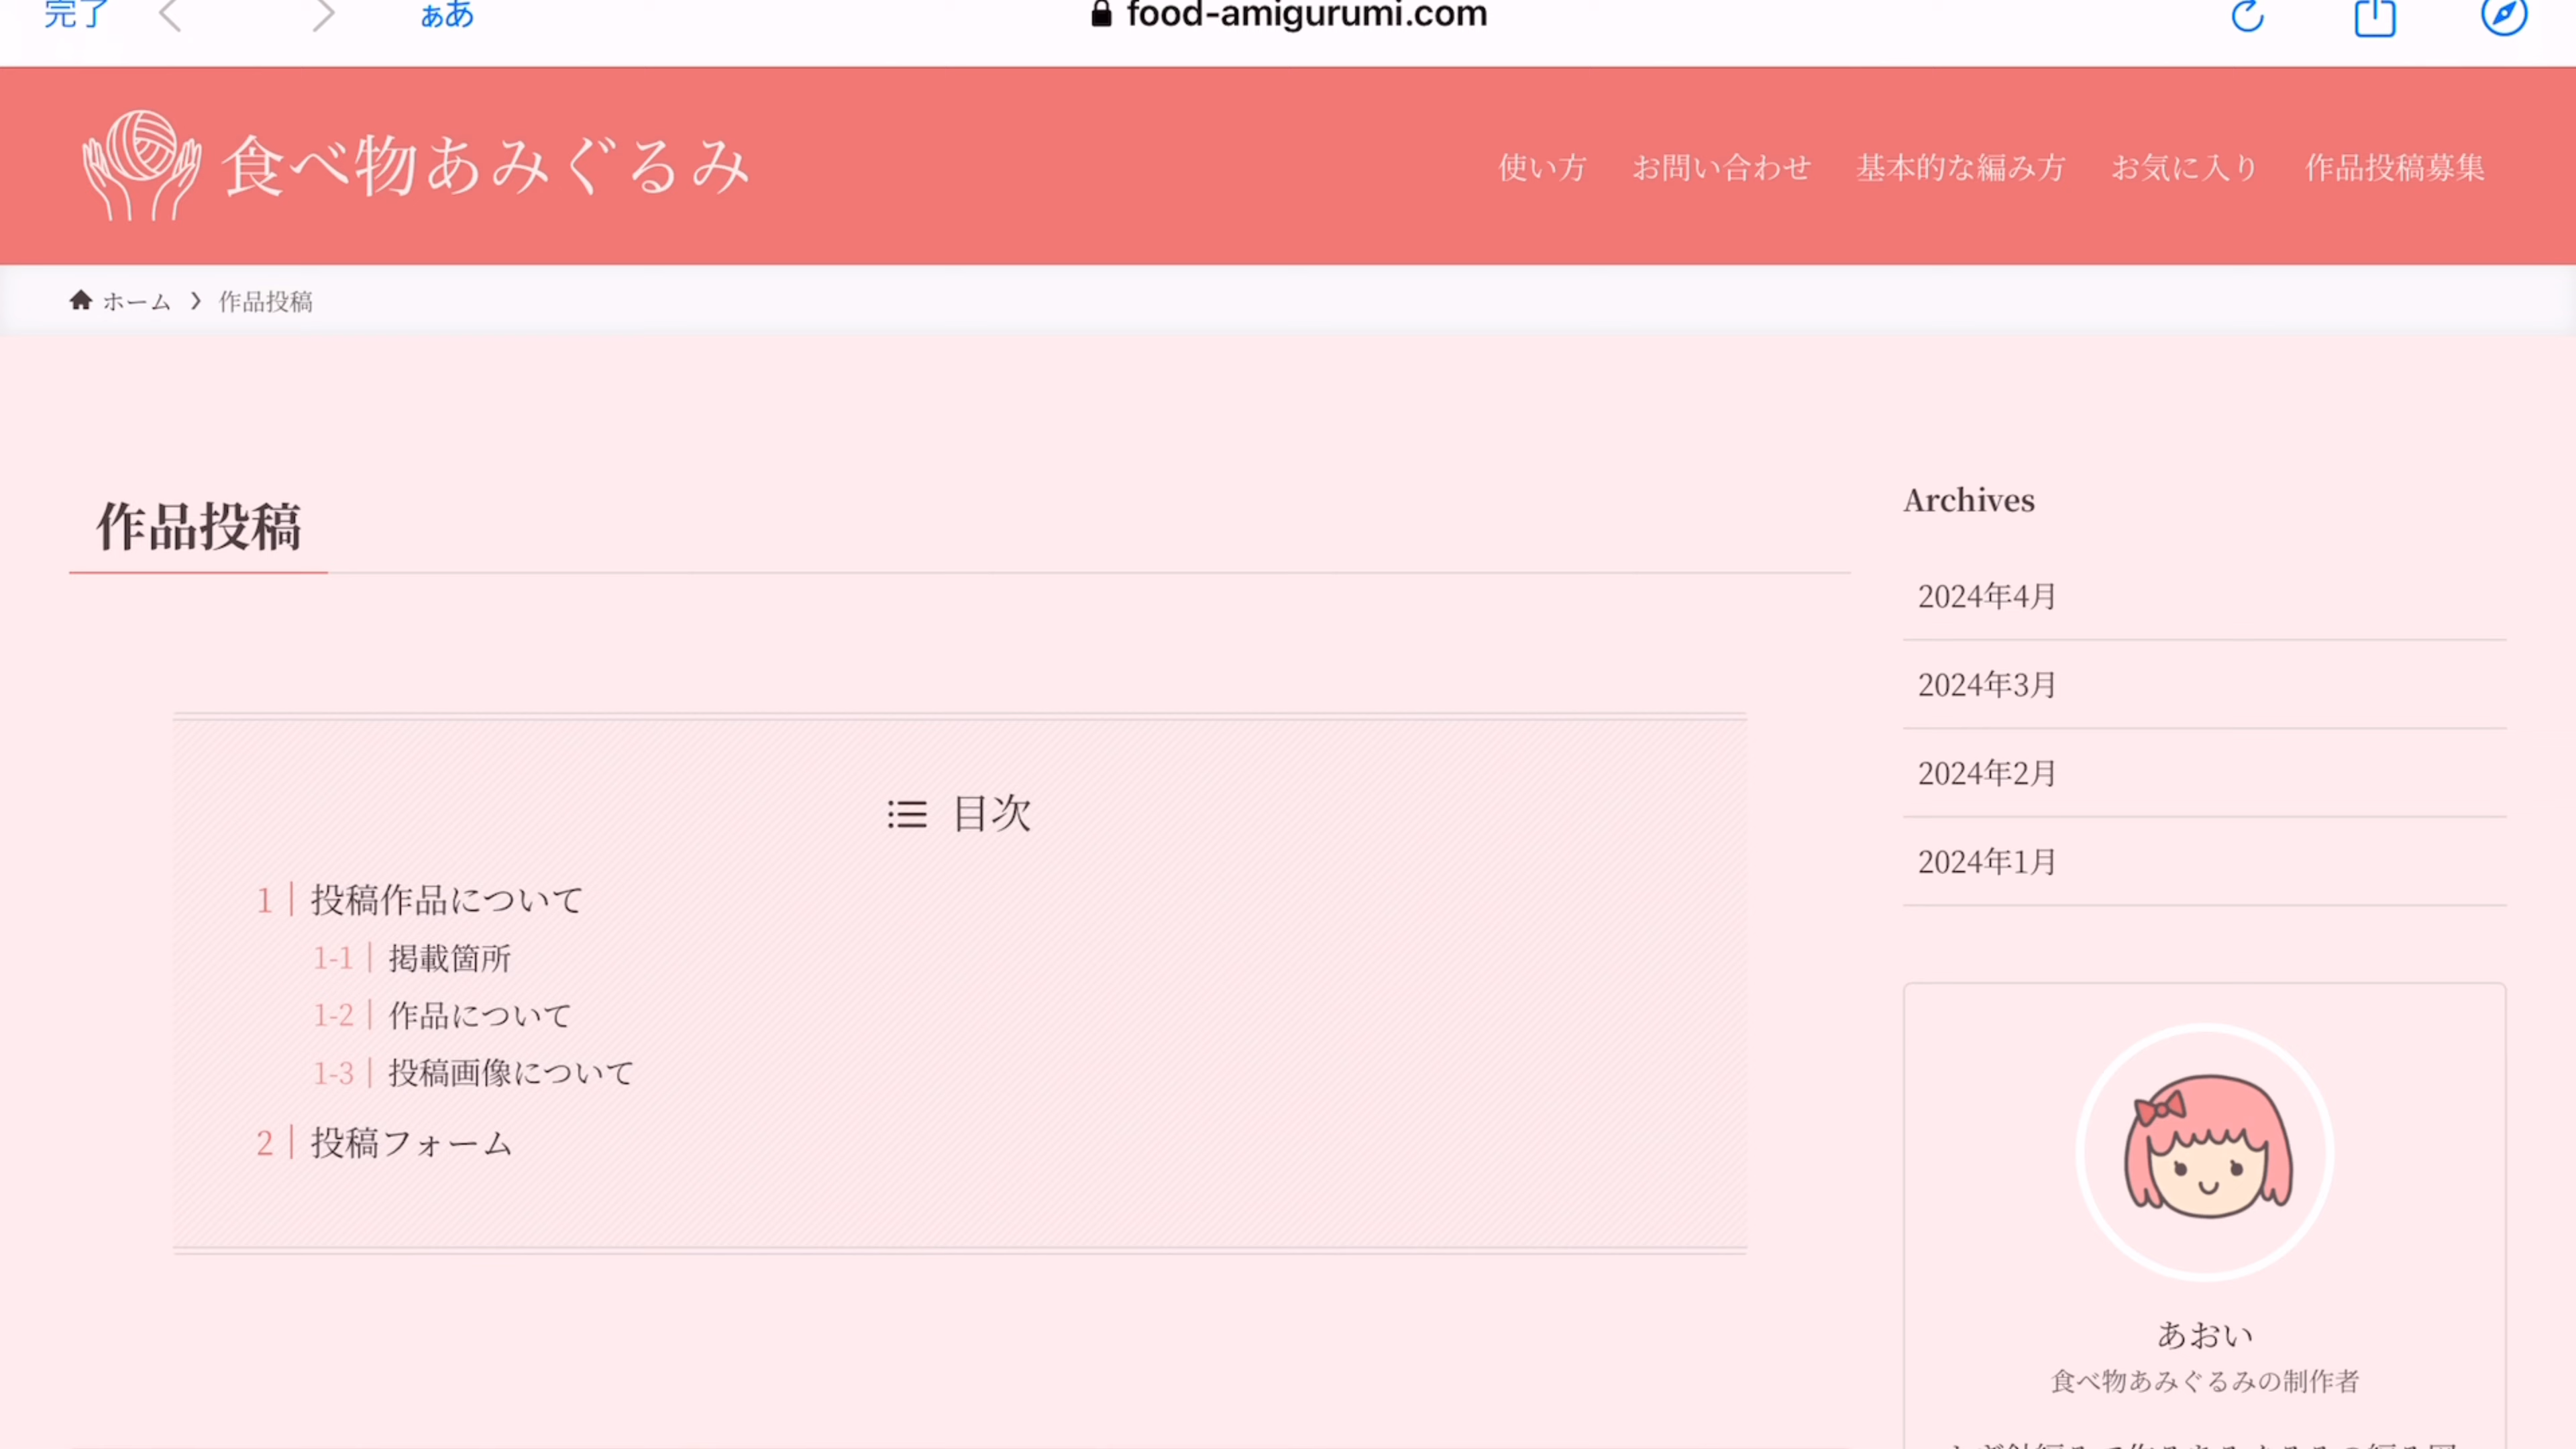 完了
ぁあ
food-amigurumi.com
食べ物あみぐるみ
使い方 お問い合わせ 基本的な編み方 お気に入り 作品投稿募集
ホーム 作品投稿
作品投稿
目次
1 投稿作品について
1-1 掲載箇所
1-2 作品について
1-3 投稿画像について
2 投稿フォーム
Archives
2024年4月
2024年3月
2024年2月
2024年1月
あおい
食べ物あみぐるみの制作者